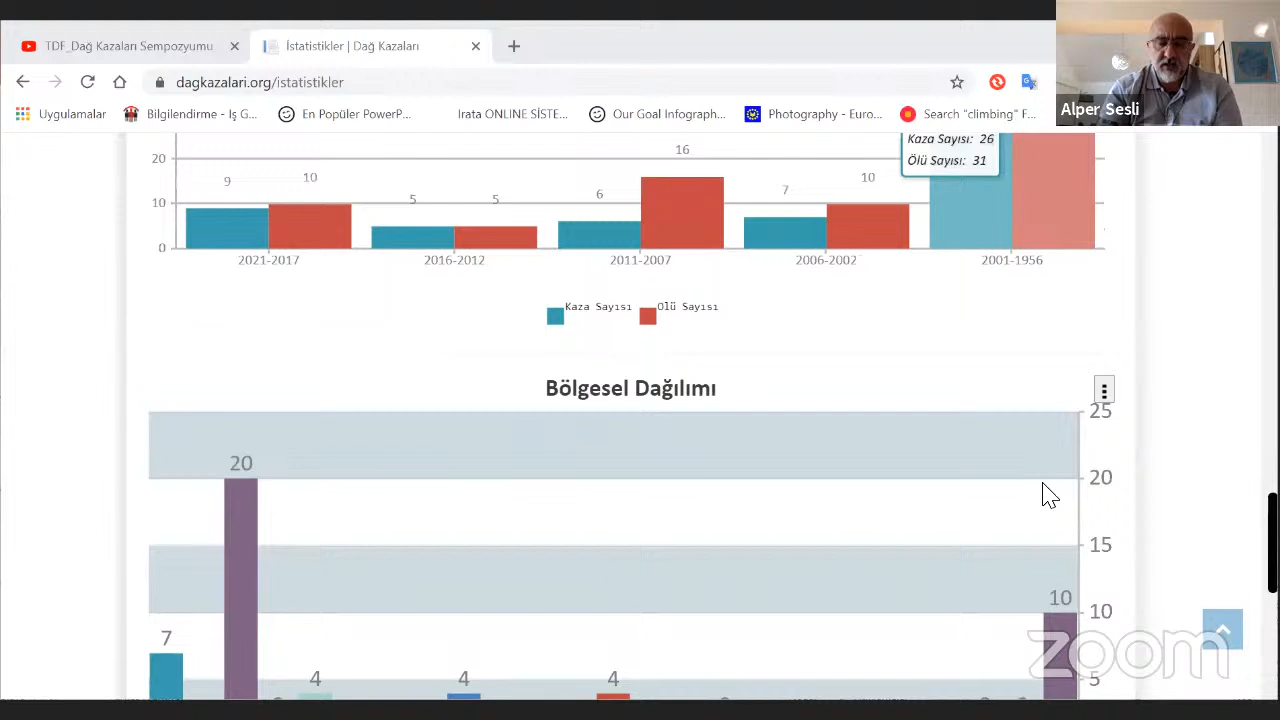 TDF_Dağ Kazaları Sempozyumu
İstatistikler | Dağ Kazaları
dagkazalari.org/istatistikler
Uygulamalar
Bilgilendirme - Iş G...
En Popüler PowerP...
Irata ONLINE SİSTE...
Our Goal Infograph...
Photography - Euro...
Search "climbing" F...
Alper Sesli
Kaza Sayısı: 26
Ölü Sayısı: 31
20
10
0
9
10
5
5
6
16
7
10
2021-2017
2016-2012
2011-2007
2006-2002
2001-1956
Kaza Sayısı
Ölü Sayısı
Bölgesel Dağılımı
25
20
15
10
5
7
20
4
4
4
10
zoom